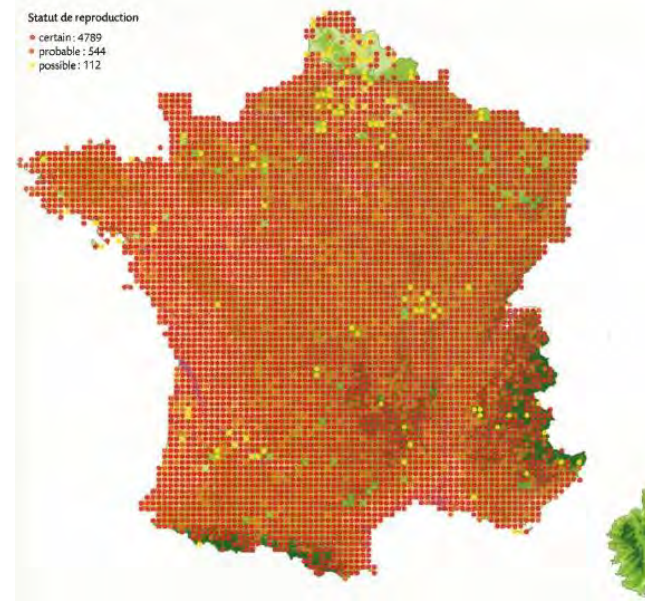 Statut de reproduction
certain : 4789
probable : 544
possible : 112